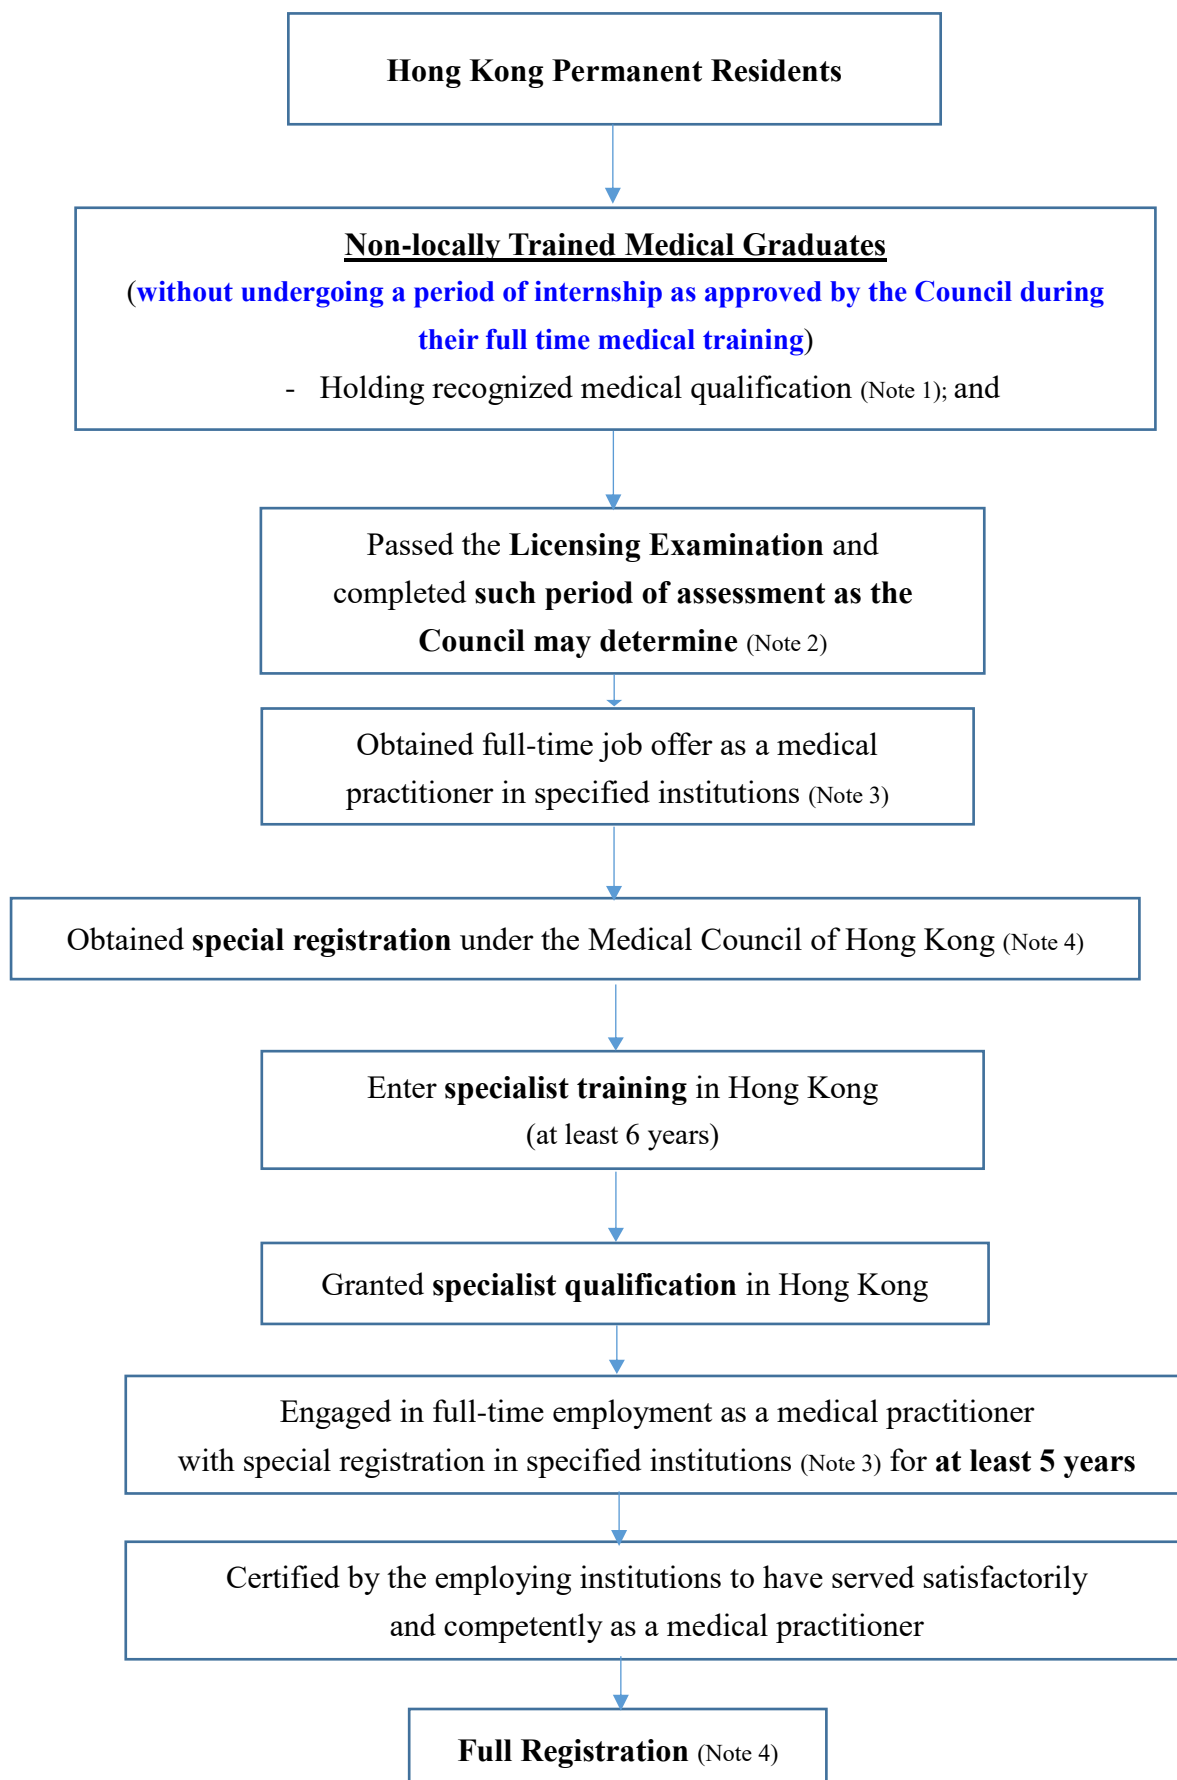 Hong Kong Permanent Residents
Non-locally Trained Medical Graduates
(without undergoing a period of internship as approved by the Council during
their full time medical training)
- Holding recognized medical qualification (Note 1); and
Passed the Licensing Examination and
completed such period of assessment as the
Council may determine (Note 2)
Obtained full-time job offer as a medical
practitioner in specified institutions (Note 3)
Obtained special registration under the Medical Council of Hong Kong (Note 4)
Enter specialist training in Hong Kong
(at least 6 years)
Granted specialist qualification in Hong Kong
Engaged in full-time employment as a medical practitioner
with special registration in specified institutions (Note 3) for at least 5 years
Certified by the employing institutions to have served satisfactorily
and competently as a medical practitioner
Full Registration (Note 4)